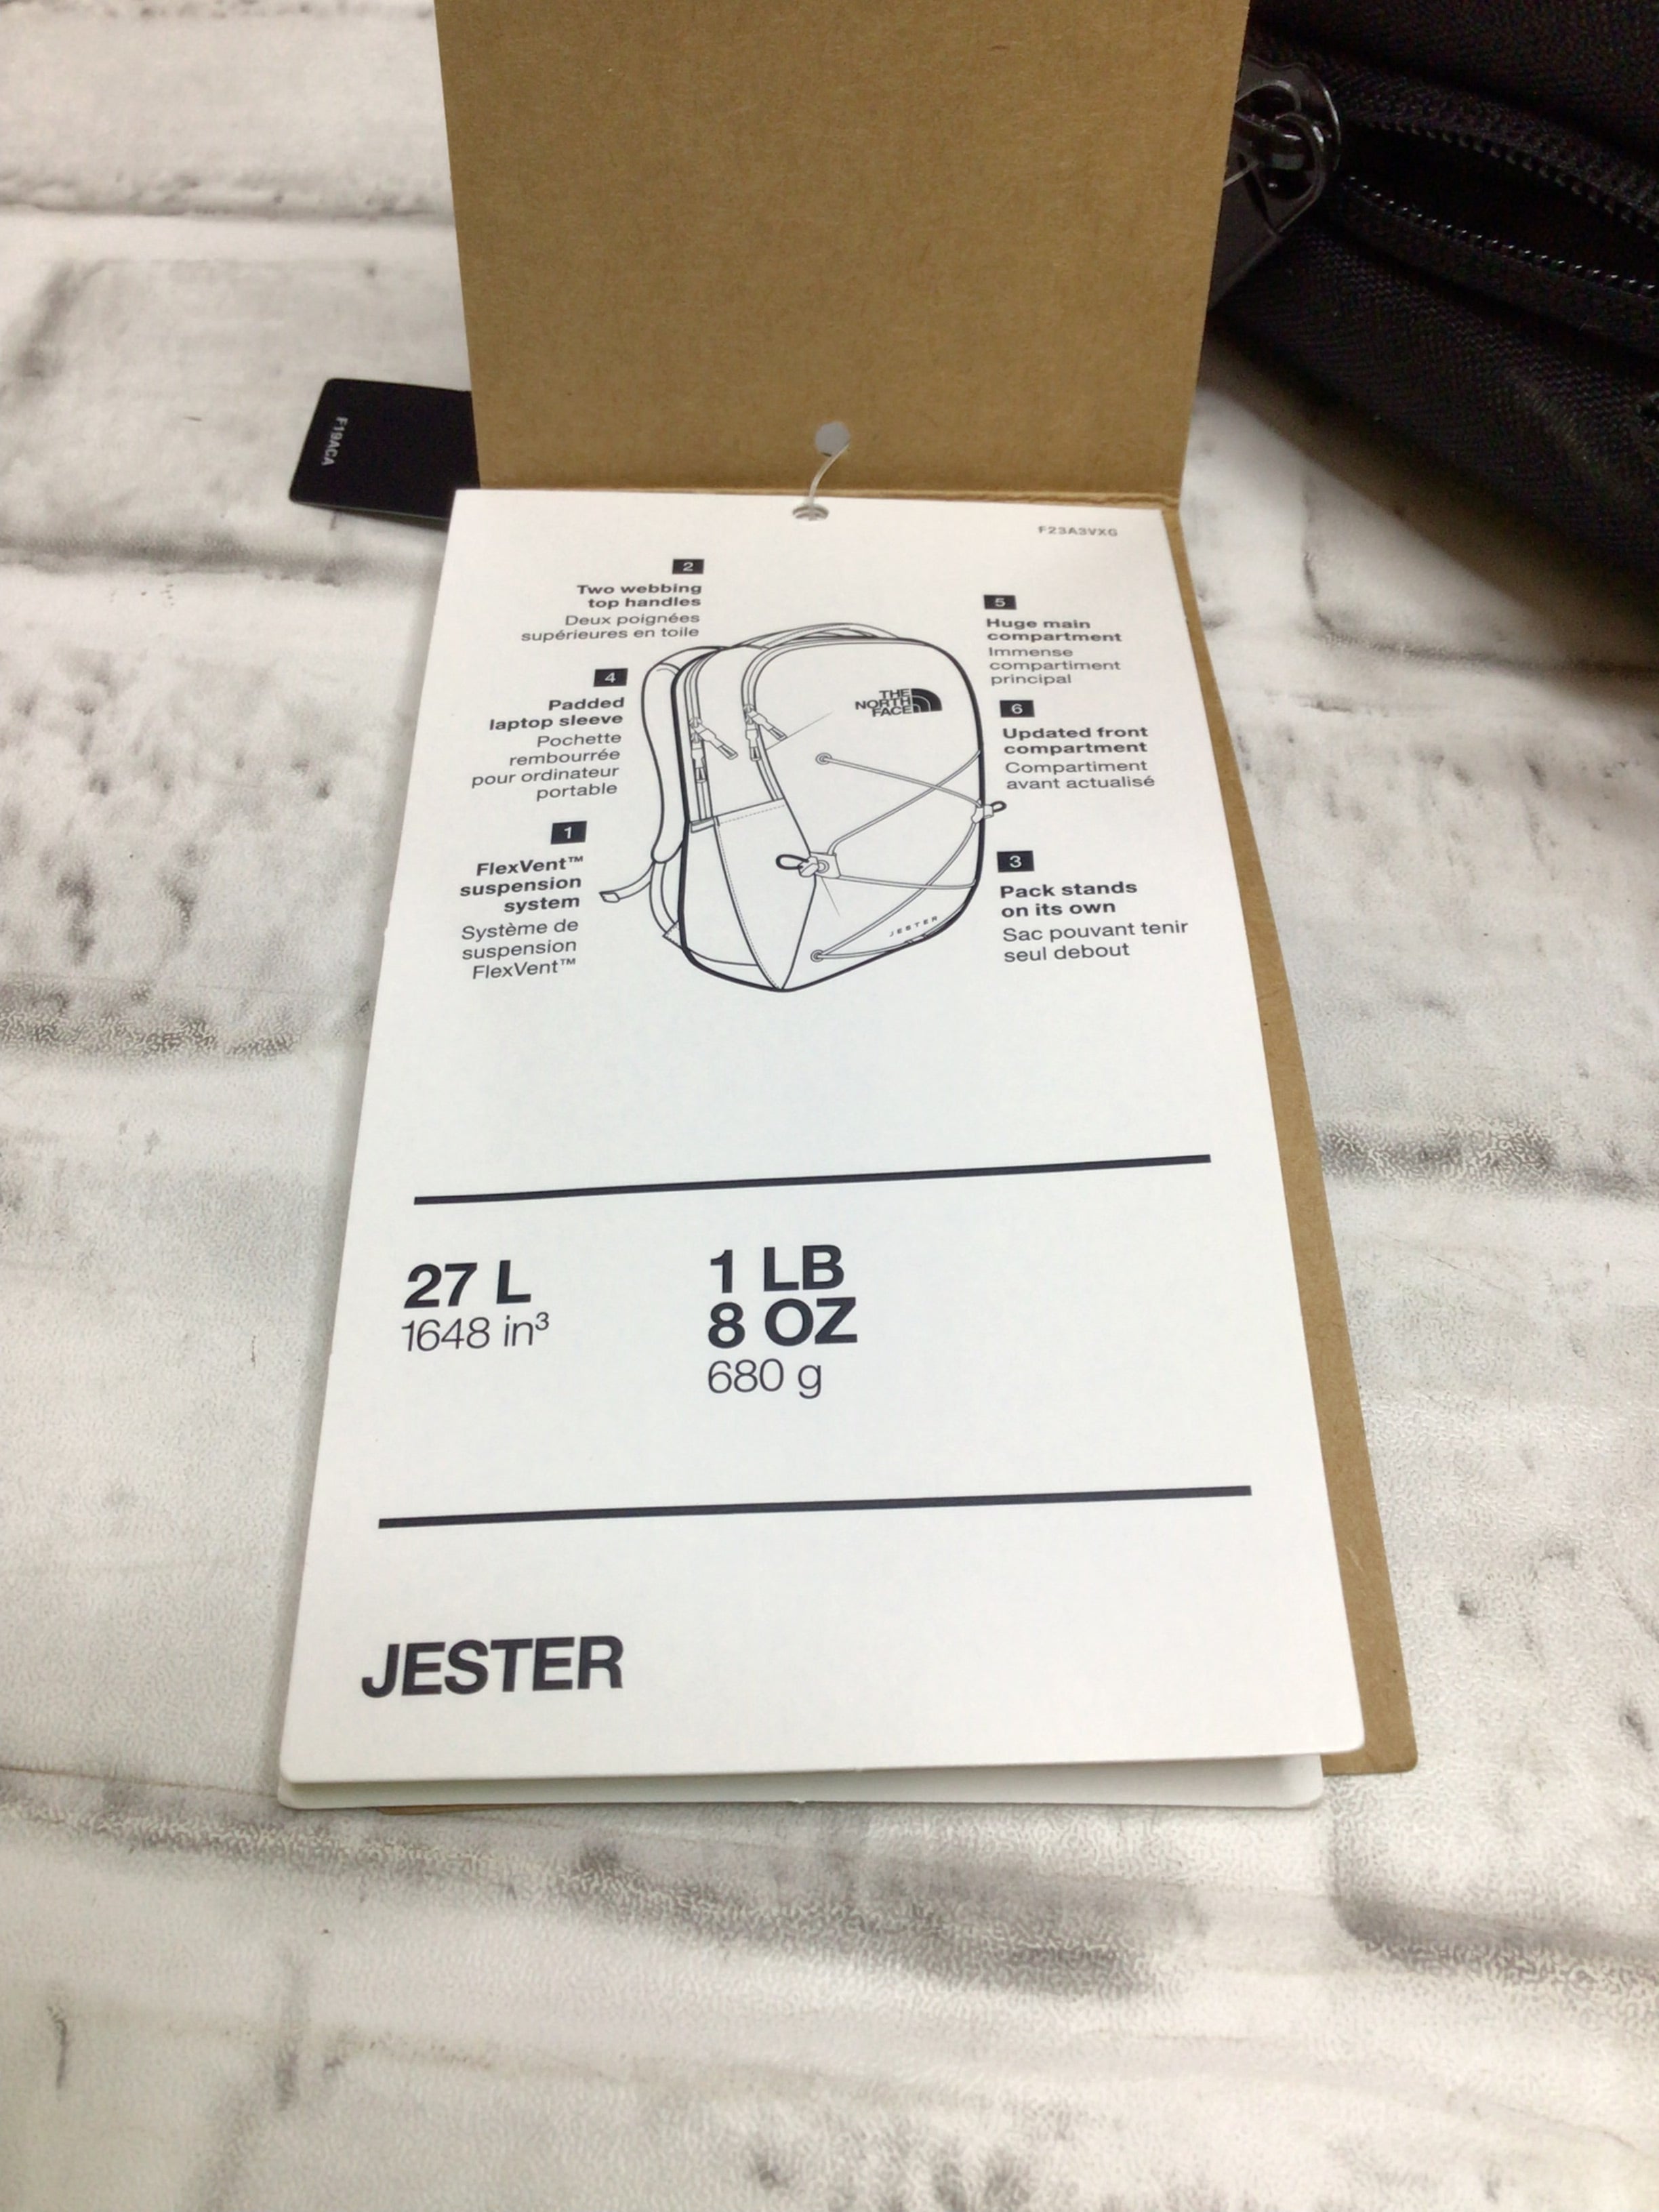 F19ACA
F23A3VXG
2
Two webbing
top handles
Deux poignées
supérieures en toile
4
Padded
laptop sleeve
Pochette
rembourrée
pour ordinateur
portable
1
FlexVent™
suspension
system
Système de
suspension
FlexVent™
THE
NORTH
FACE
JESTER
5
Huge main
compartment
Immense
compartiment
principal
6
Updated front
compartment
Compartiment
avant actualisé
3
Pack stands
on its own
Sac pouvant tenir
seul debout
27 L
1648 in³
1 LB
8 OZ
680 g
JESTER